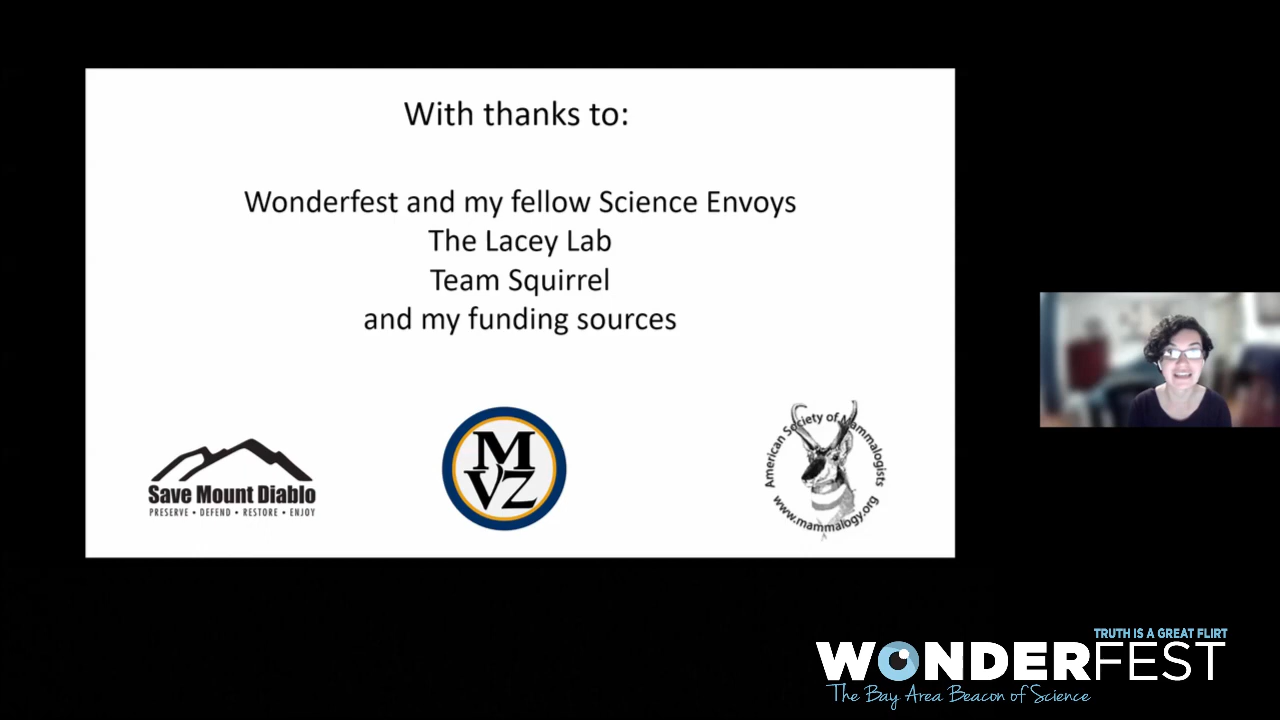 With thanks to:
Wonderfest and my fellow Science Envoys
The Lacey Lab
Team Squirrel
and my funding sources
Save Mount Diablo
PRESERVE • DEFEND • RESTORE • ENJOY
MVZ
American Society of Mammalogists
www.mammalogy.org
TRUTH IS A GREAT FLIRT
WONDERFEST
The Bay Area Beacon of Science